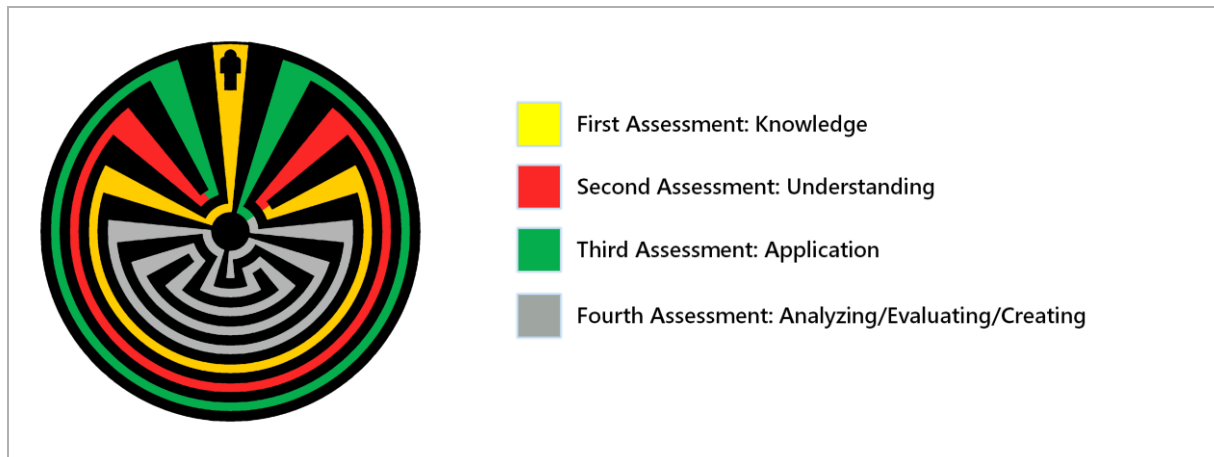 First Assessment: Knowledge
Second Assessment: Understanding
Third Assessment: Application
Fourth Assessment: Analyzing/Evaluating/Creating